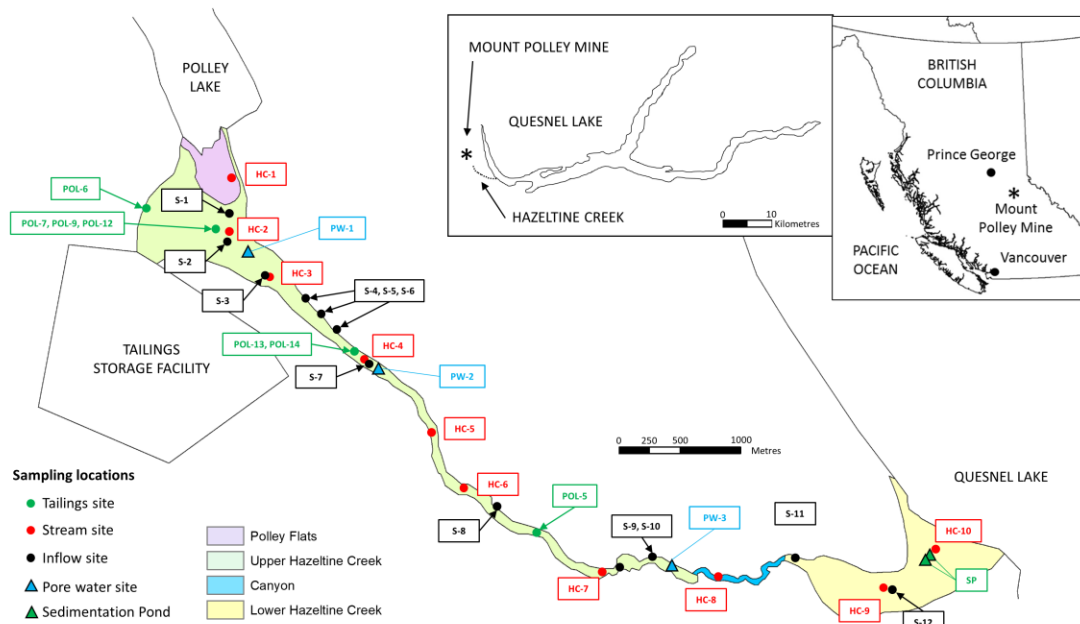 POLLEY
LAKE
HC-1
POL-6
S-1
POL-7, POL-9, POL-12
HC-2
PW-1
S-2
HC-3
S-3
S-4, S-5, S-6
TAILINGS
STORAGE FACILITY
POL-13, POL-14
HC-4
S-7
PW-2
HC-5
HC-6
S-8
POL-5
S-9, S-10
PW-3
HC-7
HC-8
S-11
QUESNEL LAKE
HC-10
SP
HC-9
S-12
0 250 500 1000
Metres
MOUNT POLLEY MINE
*
QUESNEL LAKE
HAZELTINE CREEK
0 10
Kilometres
BRITISH
COLUMBIA
Prince George
*
Mount
Polley Mine
Vancouver
PACIFIC
OCEAN
Sampling locations
Tailings site
Stream site
Inflow site
Pore water site
Sedimentation Pond
Polley Flats
Upper Hazeltine Creek
Canyon
Lower Hazeltine Creek